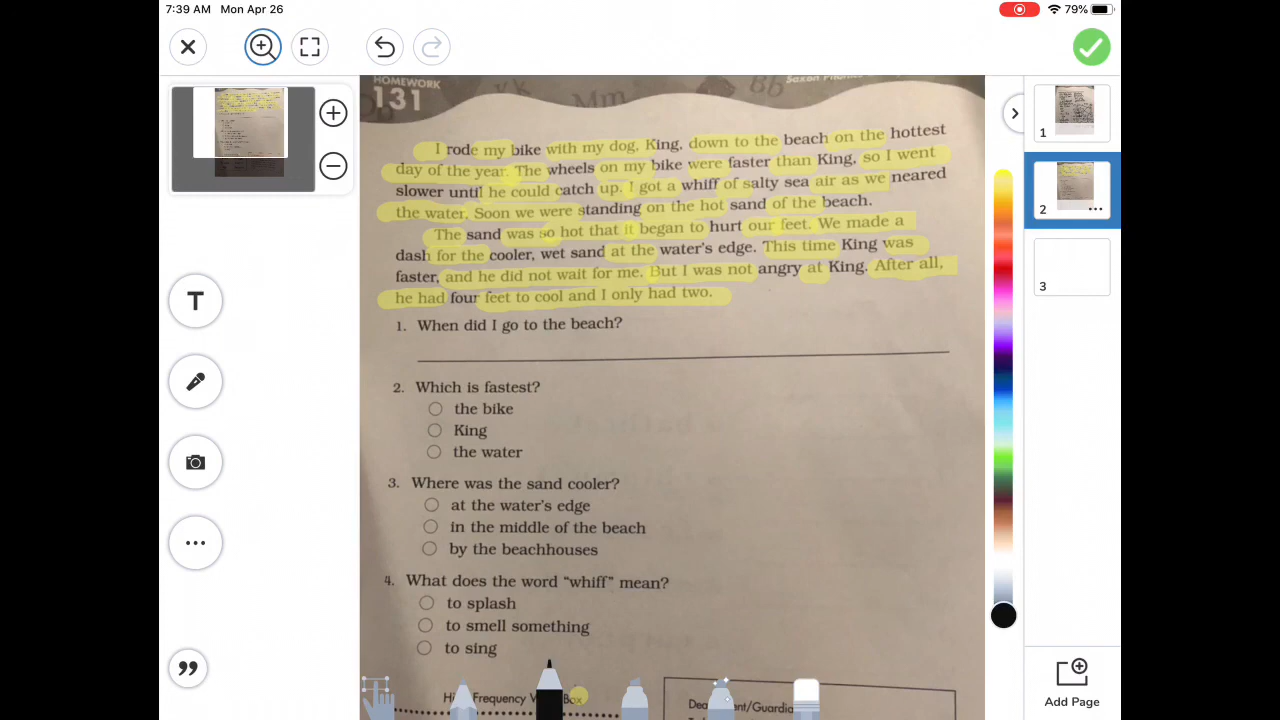 7:39 AM Mon Apr 26
79%
HOMEWORK
131
Mm
Bb
Saxon
I rode my bike with my dog, King, down to the beach on the hottest
day of the year. The wheels on my bike were faster than King, so I went
slower until he could catch up. I got a whiff of salty sea air as we neared
the water. Soon we were standing on the hot sand of the beach.
The sand was so hot that it began to hurt our feet. We made a
dash for the cooler, wet sand at the water's edge. This time King was
faster, and he did not wait for me. But I was not angry at King. After all,
he had four feet to cool and I only had two.
1. When did I go to the beach?
2. Which is fastest?
the bike
King
the water
3. Where was the sand cooler?
at the water's edge
in the middle of the beach
by the beachhouses
4. What does the word "whiff" mean?
to splash
to smell something
to sing
Frequency
Box
ent/Guardia
T
1
2
3
Add Page